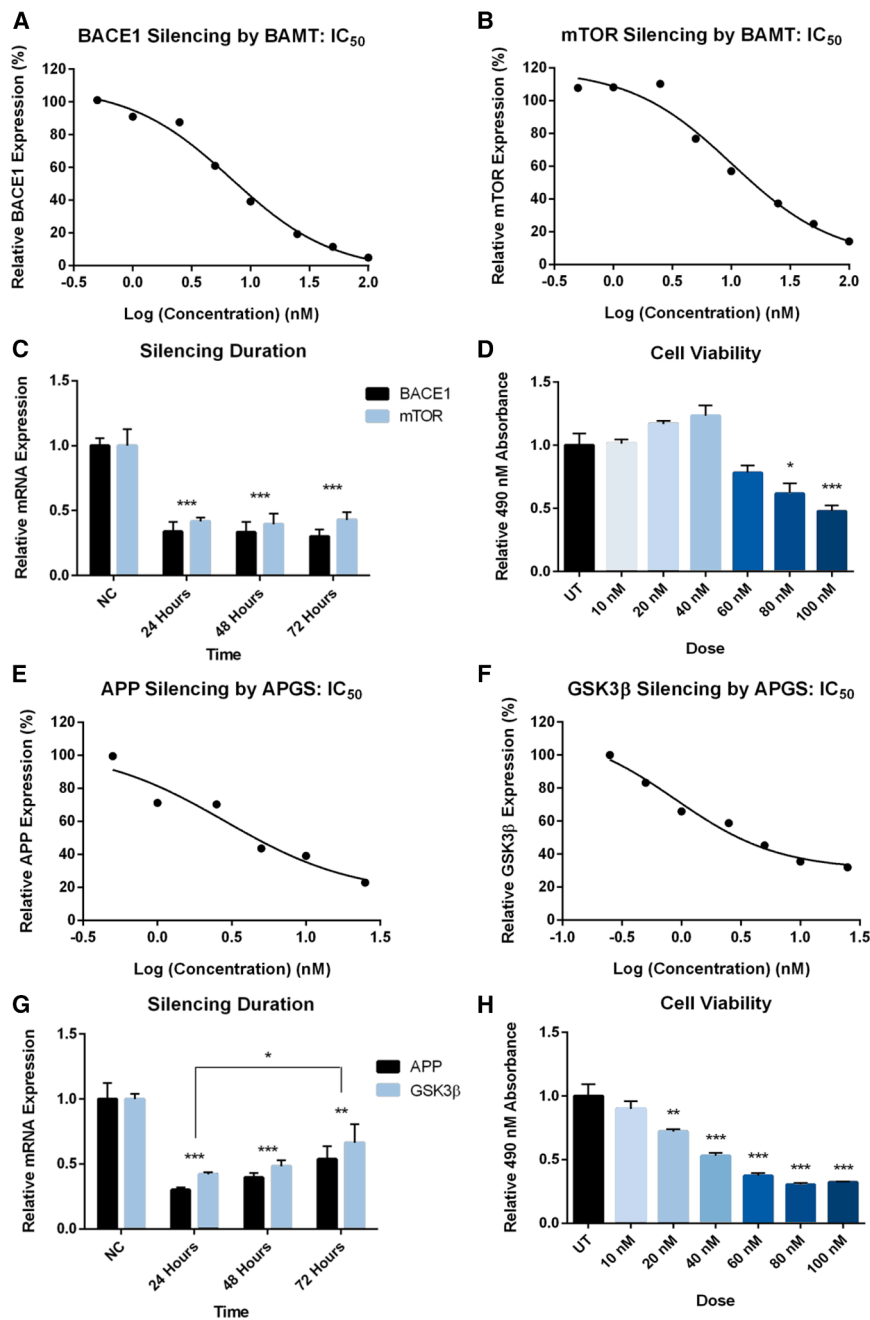 A
BACE1 Silencing by BAMT: IC50
Relative BACE1 Expression (%)
120
100
80
60
40
20
0
-0.5 0.0 0.5 1.0 1.5 2.0
Log (Concentration) (nM)
B
mTOR Silencing by BAMT: IC50
Relative mTOR Expression (%)
120
100
80
60
40
20
0
-0.5 0.0 0.5 1.0 1.5 2.0
Log (Concentration) (nM)
C
Silencing Duration
Relative mRNA Expression
1.5
1.0
0.5
0.0
BACE1
mTOR
*** *** ***
NC 24 Hours 48 Hours 72 Hours
Time
D
Cell Viability
Relative 490 nM Absorbance
1.5
1.0
0.5
0.0
* ***
UT 10 nM 20 nM 40 nM 60 nM 80 nM 100 nM
Dose
E
APP Silencing by APGS: IC50
Relative APP Expression (%)
120
100
80
60
40
20
0
-0.5 0.0 0.5 1.0 1.5
Log (Concentration) (nM)
F
GSK3β Silencing by APGS: IC50
Relative GSK3β Expression (%)
120
100
80
60
40
20
0
-1.0 -0.5 0.0 0.5 1.0 1.5
Log (Concentration) (nM)
G
Silencing Duration
Relative mRNA Expression
1.5
1.0
0.5
0.0
APP
GSK3β
*
*** *** **
NC 24 Hours 48 Hours 72 Hours
Time
H
Cell Viability
Relative 490 nM Absorbance
1.5
1.0
0.5
0.0
** *** *** *** ***
UT 10 nM 20 nM 40 nM 60 nM 80 nM 100 nM
Dose